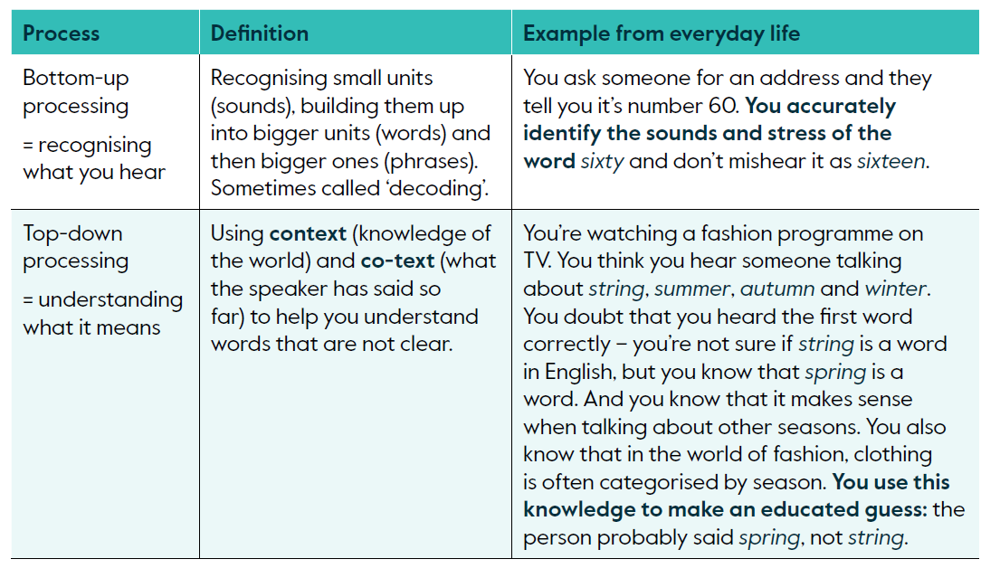 Process
Definition
Example from everyday life
Bottom-up
processing
= recognising
what you hear
Recognising small units
(sounds), building them up
into bigger units (words) and
then bigger ones (phrases).
Sometimes called ‘decoding’.
You ask someone for an address and they
tell you it’s number 60. You accurately
identify the sounds and stress of the
word sixty and don’t mishear it as sixteen.
Top-down
processing
= understanding
what it means
Using context (knowledge of
the world) and co-text (what
the speaker has said so
far) to help you understand
words that are not clear.
You’re watching a fashion programme on
TV. You think you hear someone talking
about string, summer, autumn and winter.
You doubt that you heard the first word
correctly – you’re not sure if string is a word
in English, but you know that spring is a
word. And you know that it makes sense
when talking about other seasons. You also
know that in the world of fashion, clothing
is often categorised by season. You use this
knowledge to make an educated guess: the
person probably said spring, not string.